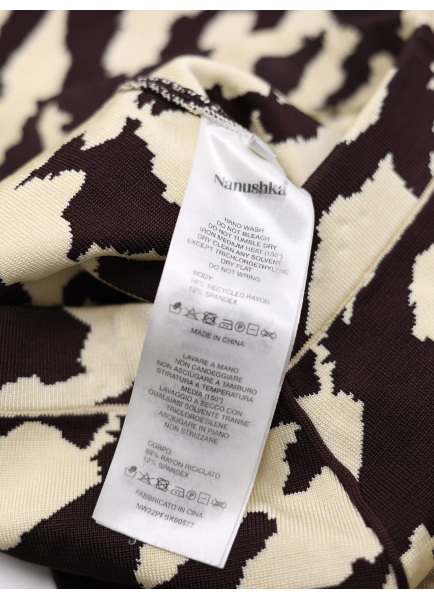 Nanushka
HAND WASH
DO NOT BLEACH
DO NOT TUMBLE DRY
IRON MEDIUM HEAT (150°)
DRY CLEAN ANY SOLVENT
EXCEPT TRICHLOROETHYLENE
DRY FLAT
DO NOT WRING
BODY:
88% RECYCLED RAYON
12% SPANDEX
MADE IN CHINA
LAVARE A MANO
NON CANDEGGIARE
NON ASCIUGARE A TAMBURO
STIRATURA A TEMPERATURA
MEDIA (150°)
LAVAGGIO A SECCO CON
QUALSIASI SOLVENTE TRANNE
TRICLOROETILENE
ASCIUGARE IN PIANO
NON STRIZZARE
CORPO:
88% RAYON RICICLATO
12% SPANDEX
FABBRICATO IN CINA
NW22PFSK00577